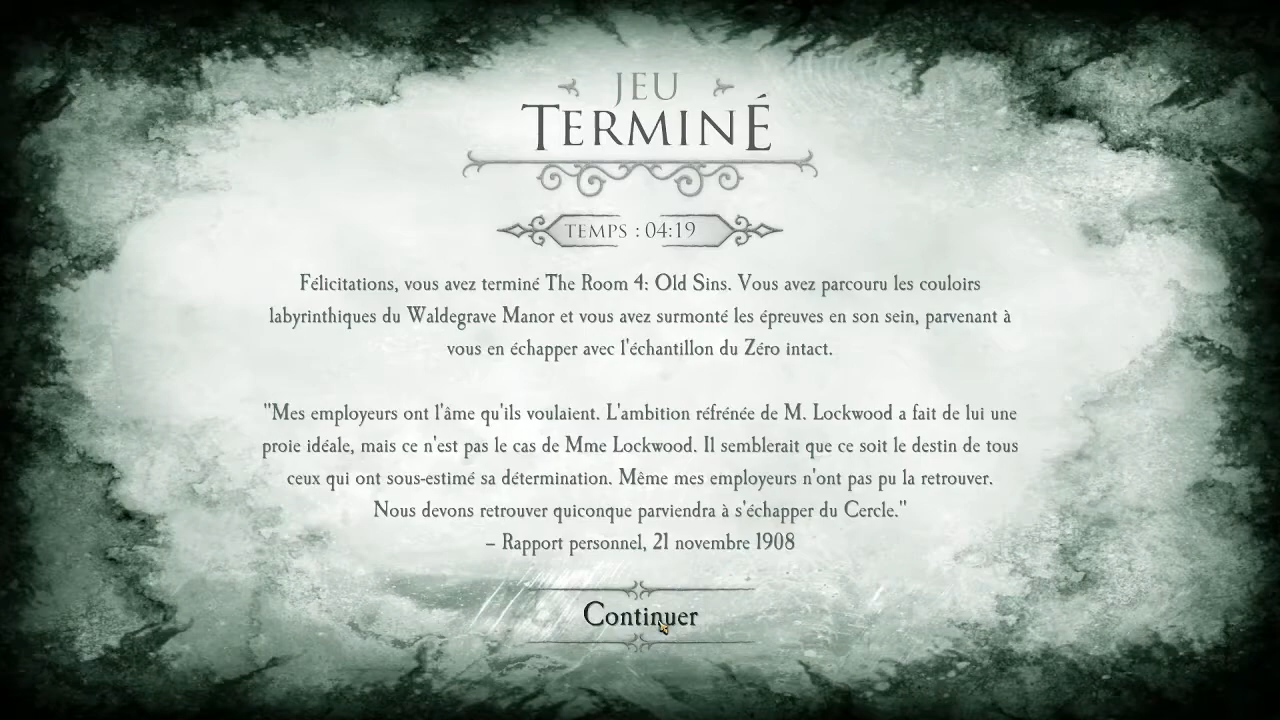 JEU
TERMINÉ
TEMPS : 04:19
Félicitations, vous avez terminé The Room 4: Old Sins. Vous avez parcouru les couloirs
labyrinthiques du Waldegrave Manor et vous avez surmonté les épreuves en son sein, parvenant à
vous en échapper avec l'échantillon du Zéro intact.
"Mes employeurs ont l'âme qu'ils voulaient. L'ambition réfrénée de M. Lockwood a fait de lui une
proie idéale, mais ce n'est pas le cas de Mme Lockwood. Il semblerait que ce soit le destin de tous
ceux qui ont sous-estimé sa détermination. Même mes employeurs n'ont pas pu la retrouver.
Nous devons retrouver quiconque parviendra à s'échapper du Cercle."
– Rapport personnel, 21 novembre 1908
Continuer